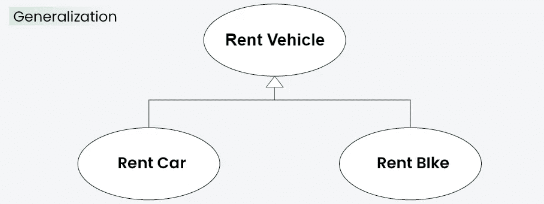 Generalization
Rent Vehicle
Rent Car
Rent BIke